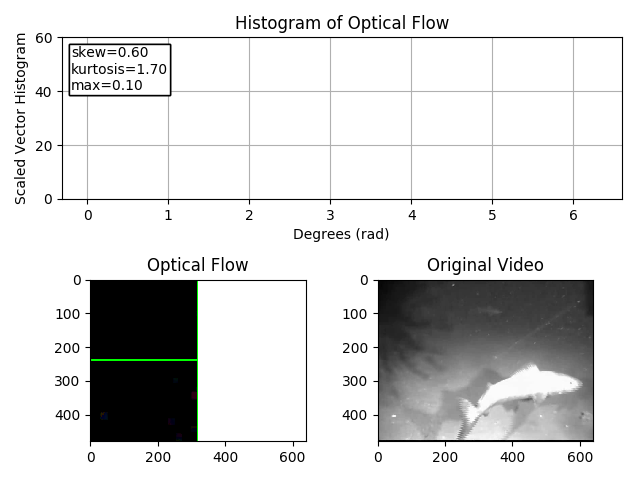 Histogram of Optical Flow
Scaled Vector Histogram
60
40
20
0
skew=0.60
kurtosis=1.70
max=0.10
0 1 2 3 4 5 6
Degrees (rad)
Optical Flow
0
100
200
300
400
0 200 400 600
Original Video
0
100
200
300
400
0 200 400 600